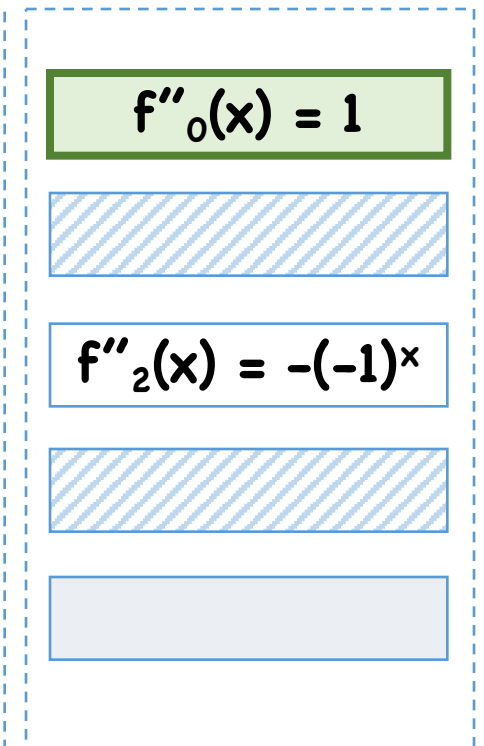 f″₀(x) = 1
f″₂(x) = -(-1)ˣ